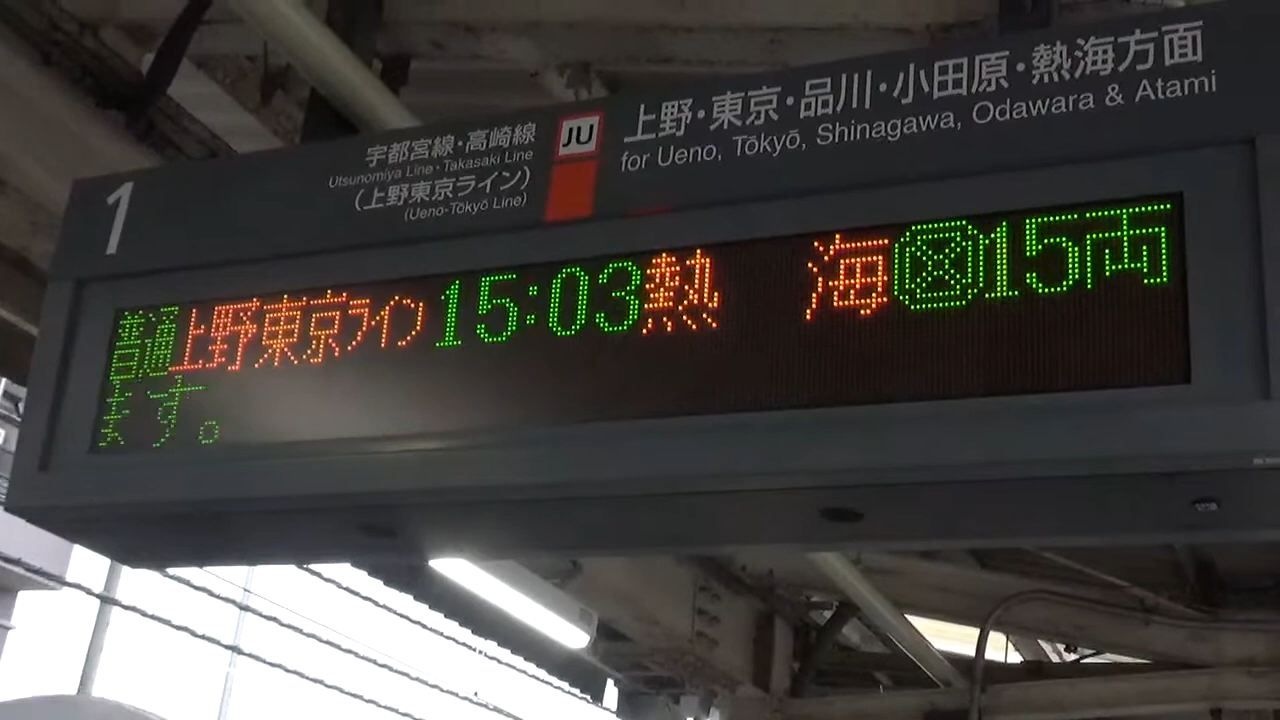 1
宇都宮線・高崎線
Utsunomiya Line・Takasaki Line
(上野東京ライン)
(Ueno-Tōkyō Line)
JU
上野・東京・品川・小田原・熱海方面
for Ueno, Tōkyō, Shinagawa, Odawara & Atami
普通 上野東京ライン 15:03 熱 海 15両
ます。